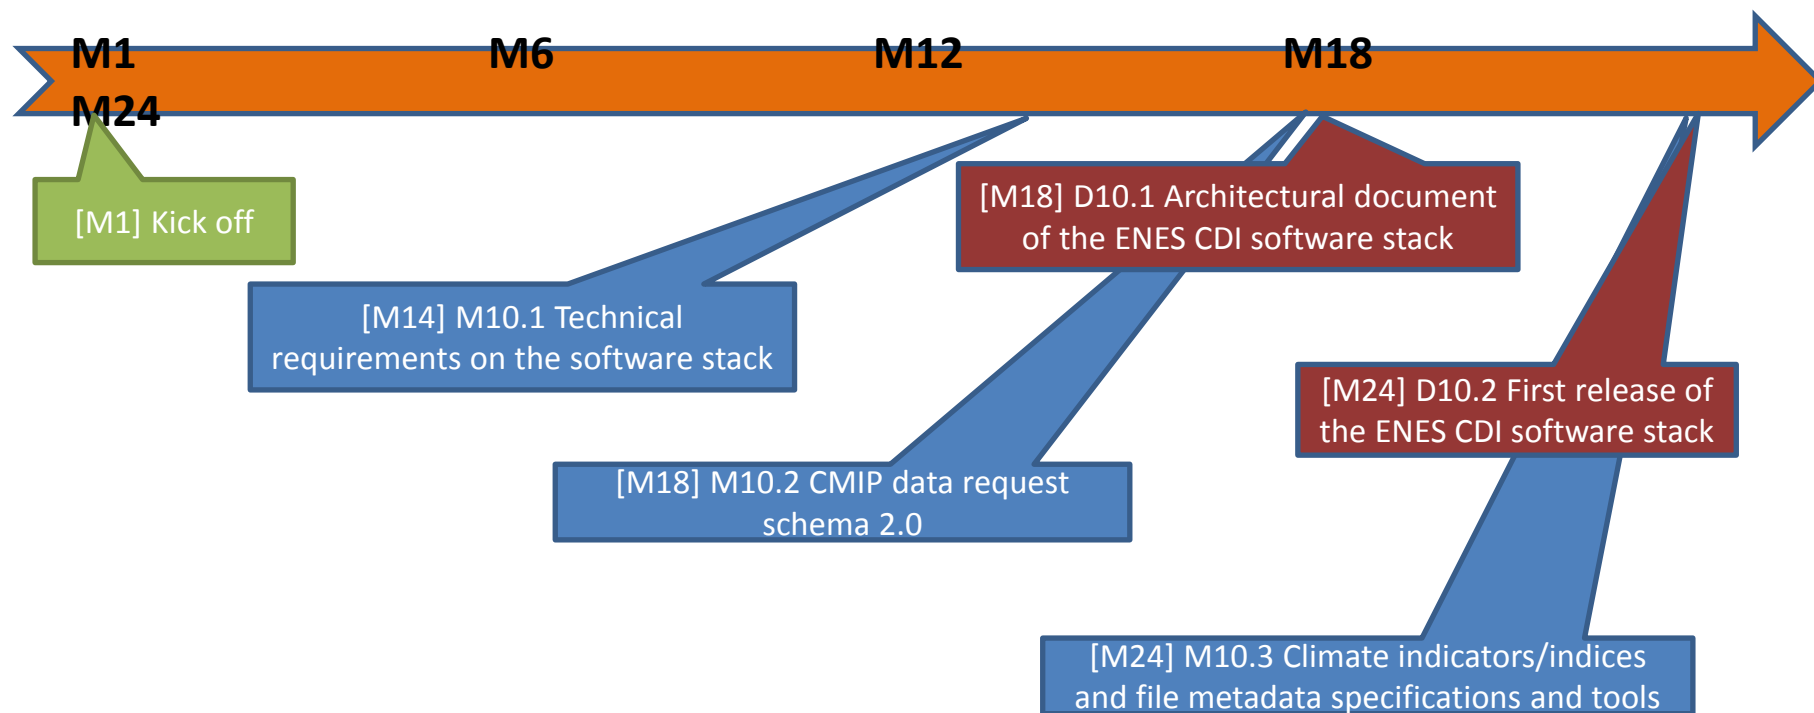 M1 M6 M12 M18
M24
[M1] Kick off
[M14] M10.1 Technical
requirements on the software stack
[M18] D10.1 Architectural document
of the ENES CDI software stack
[M18] M10.2 CMIP data request
schema 2.0
[M24] D10.2 First release of
the ENES CDI software stack
[M24] M10.3 Climate indicators/indices
and file metadata specifications and tools